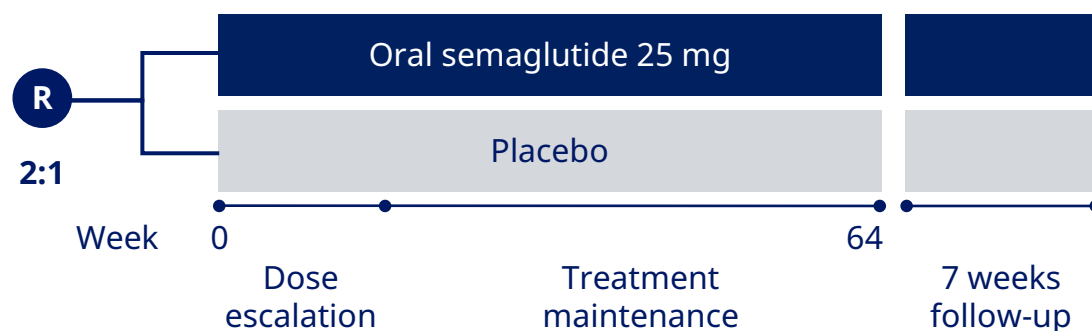 Oral semaglutide 25 mg
R
Placebo
2:1
Week 0 64
Dose escalation
Treatment maintenance
7 weeks follow-up